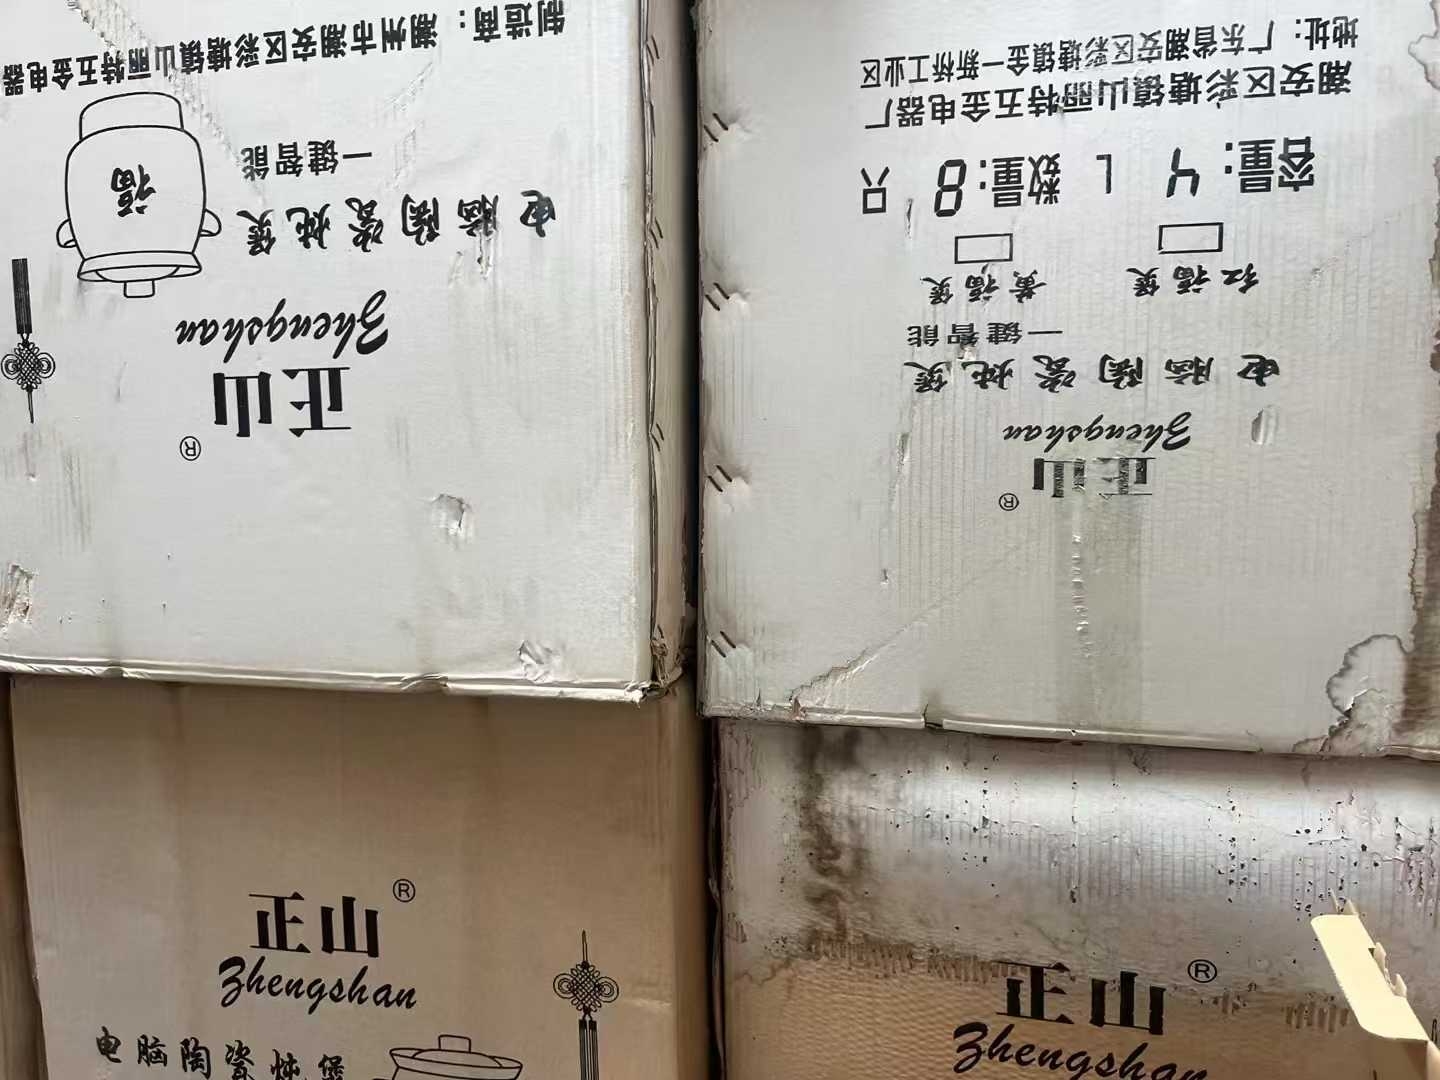 正山®
Zhengshan
电脑陶瓷炖煲
一键智能
福
制造商：潮州市潮安区彩塘镇山丽特五金电器
正山®
Zhengshan
电脑陶瓷炖煲
一键智能
红福煲 黄福煲
容量：4 L 数量：8 只
潮安区彩塘镇山丽特五金电器厂
地址：广东省潮安区彩塘镇金一新桥工业区
正山®
Zhengshan
电脑陶瓷炖煲
正山®
Zhengshan